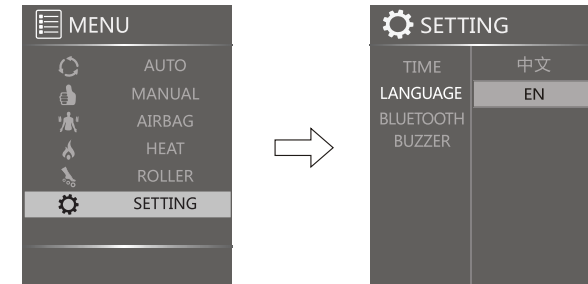 MENU
AUTO
MANUAL
AIRBAG
HEAT
ROLLER
SETTING
SETTING
TIME
LANGUAGE
BLUETOOTH
BUZZER
中文
EN